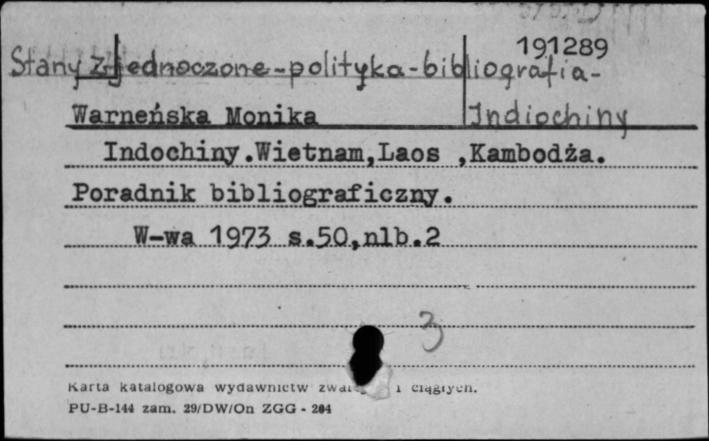 191289
Stany Zjednoczone-polityka-bibliografia-
Indiochiny
Warneńska Monika
Indochiny.Wietnam,Laos ,Kambodża.
Poradnik bibliograficzny.
W-wa 1973 s.50,nlb.2
3
Karta katalogowa wydawnictw i ciągłych.
PU-B-144 zam. 29/DW/On ZGG - 204